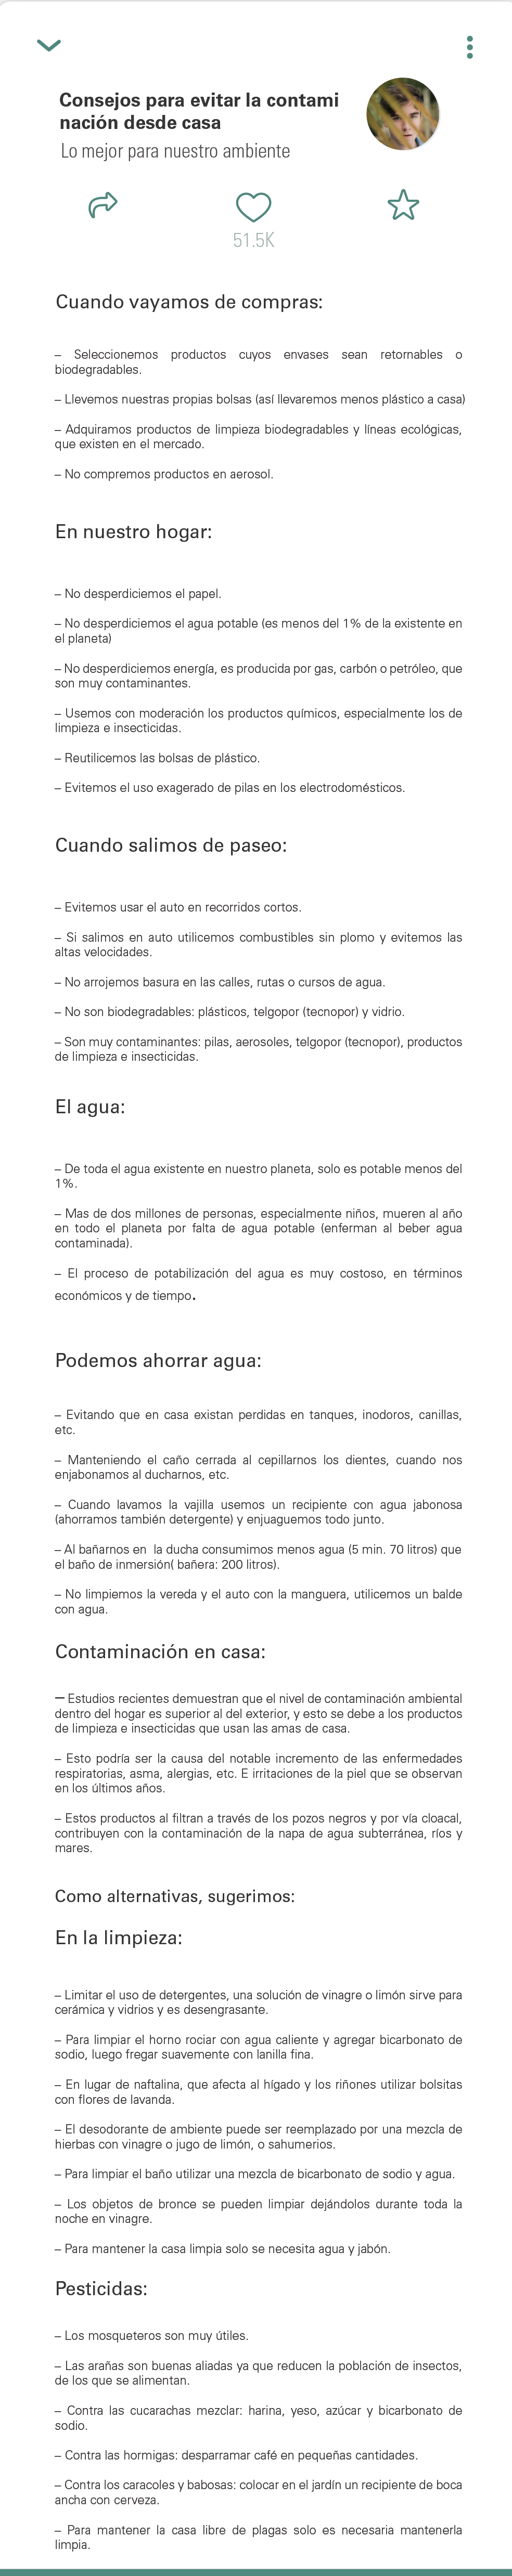 Consejos para evitar la contami
nación desde casa
Lo mejor para nuestro ambiente
51.5K
Cuando vayamos de compras:
– Seleccionemos productos cuyos envases sean retornables o
biodegradables.
– Llevemos nuestras propias bolsas (así llevaremos menos plástico a casa)
– Adquiramos productos de limpieza biodegradables y líneas ecológicas,
que existen en el mercado.
– No compremos productos en aerosol.
En nuestro hogar:
– No desperdiciemos el papel.
– No desperdiciemos el agua potable (es menos del 1% de la existente en
el planeta)
– No desperdiciemos energía, es producida por gas, carbón o petróleo, que
son muy contaminantes.
– Usemos con moderación los productos químicos, especialmente los de
limpieza e insecticidas.
– Reutilicemos las bolsas de plástico.
– Evitemos el uso exagerado de pilas en los electrodomésticos.
Cuando salimos de paseo:
– Evitemos usar el auto en recorridos cortos.
– Si salimos en auto utilicemos combustibles sin plomo y evitemos las
altas velocidades.
– No arrojemos basura en las calles, rutas o cursos de agua.
– No son biodegradables: plásticos, telgopor (tecnopor) y vidrio.
– Son muy contaminantes: pilas, aerosoles, telgopor (tecnopor), productos
de limpieza e insecticidas.
El agua:
– De toda el agua existente en nuestro planeta, solo es potable menos del
1%.
– Mas de dos millones de personas, especialmente niños, mueren al año
en todo el planeta por falta de agua potable (enferman al beber agua
contaminada).
– El proceso de potabilización del agua es muy costoso, en términos
económicos y de tiempo.
Podemos ahorrar agua:
– Evitando que en casa existan perdidas en tanques, inodoros, canillas,
etc.
– Manteniendo el caño cerrada al cepillarnos los dientes, cuando nos
enjabonamos al ducharnos, etc.
– Cuando lavamos la vajilla usemos un recipiente con agua jabonosa
(ahorramos también detergente) y enjuaguemos todo junto.
– Al bañarnos en  la ducha consumimos menos agua (5 min. 70 litros) que
el baño de inmersión( bañera: 200 litros).
– No limpiemos la vereda y el auto con la manguera, utilicemos un balde
con agua.
Contaminación en casa:
– Estudios recientes demuestran que el nivel de contaminación ambiental
dentro del hogar es superior al del exterior, y esto se debe a los productos
de limpieza e insecticidas que usan las amas de casa.
– Esto podría ser la causa del notable incremento de las enfermedades
respiratorias, asma, alergias, etc. E irritaciones de la piel que se observan
en los últimos años.
– Estos productos al filtran a través de los pozos negros y por vía cloacal,
contribuyen con la contaminación de la napa de agua subterránea, ríos y
mares.
Como alternativas, sugerimos:
En la limpieza:
– Limitar el uso de detergentes, una solución de vinagre o limón sirve para
cerámica y vidrios y es desengrasante.
– Para limpiar el horno rociar con agua caliente y agregar bicarbonato de
sodio, luego fregar suavemente con lanilla fina.
– En lugar de naftalina, que afecta al hígado y los riñones utilizar bolsitas
con flores de lavanda.
– El desodorante de ambiente puede ser reemplazado por una mezcla de
hierbas con vinagre o jugo de limón, o sahumerios.
– Para limpiar el baño utilizar una mezcla de bicarbonato de sodio y agua.
– Los objetos de bronce se pueden limpiar dejándolos durante toda la
noche en vinagre.
– Para mantener la casa limpia solo se necesita agua y jabón.
Pesticidas:
– Los mosqueteros son muy útiles.
– Las arañas son buenas aliadas ya que reducen la población de insectos,
de los que se alimentan.
– Contra las cucarachas mezclar: harina, yeso, azúcar y bicarbonato de
sodio.
– Contra las hormigas: desparramar café en pequeñas cantidades.
– Contra los caracoles y babosas: colocar en el jardín un recipiente de boca
ancha con cerveza.
– Para mantener la casa libre de plagas solo es necesaria mantenerla
limpia.